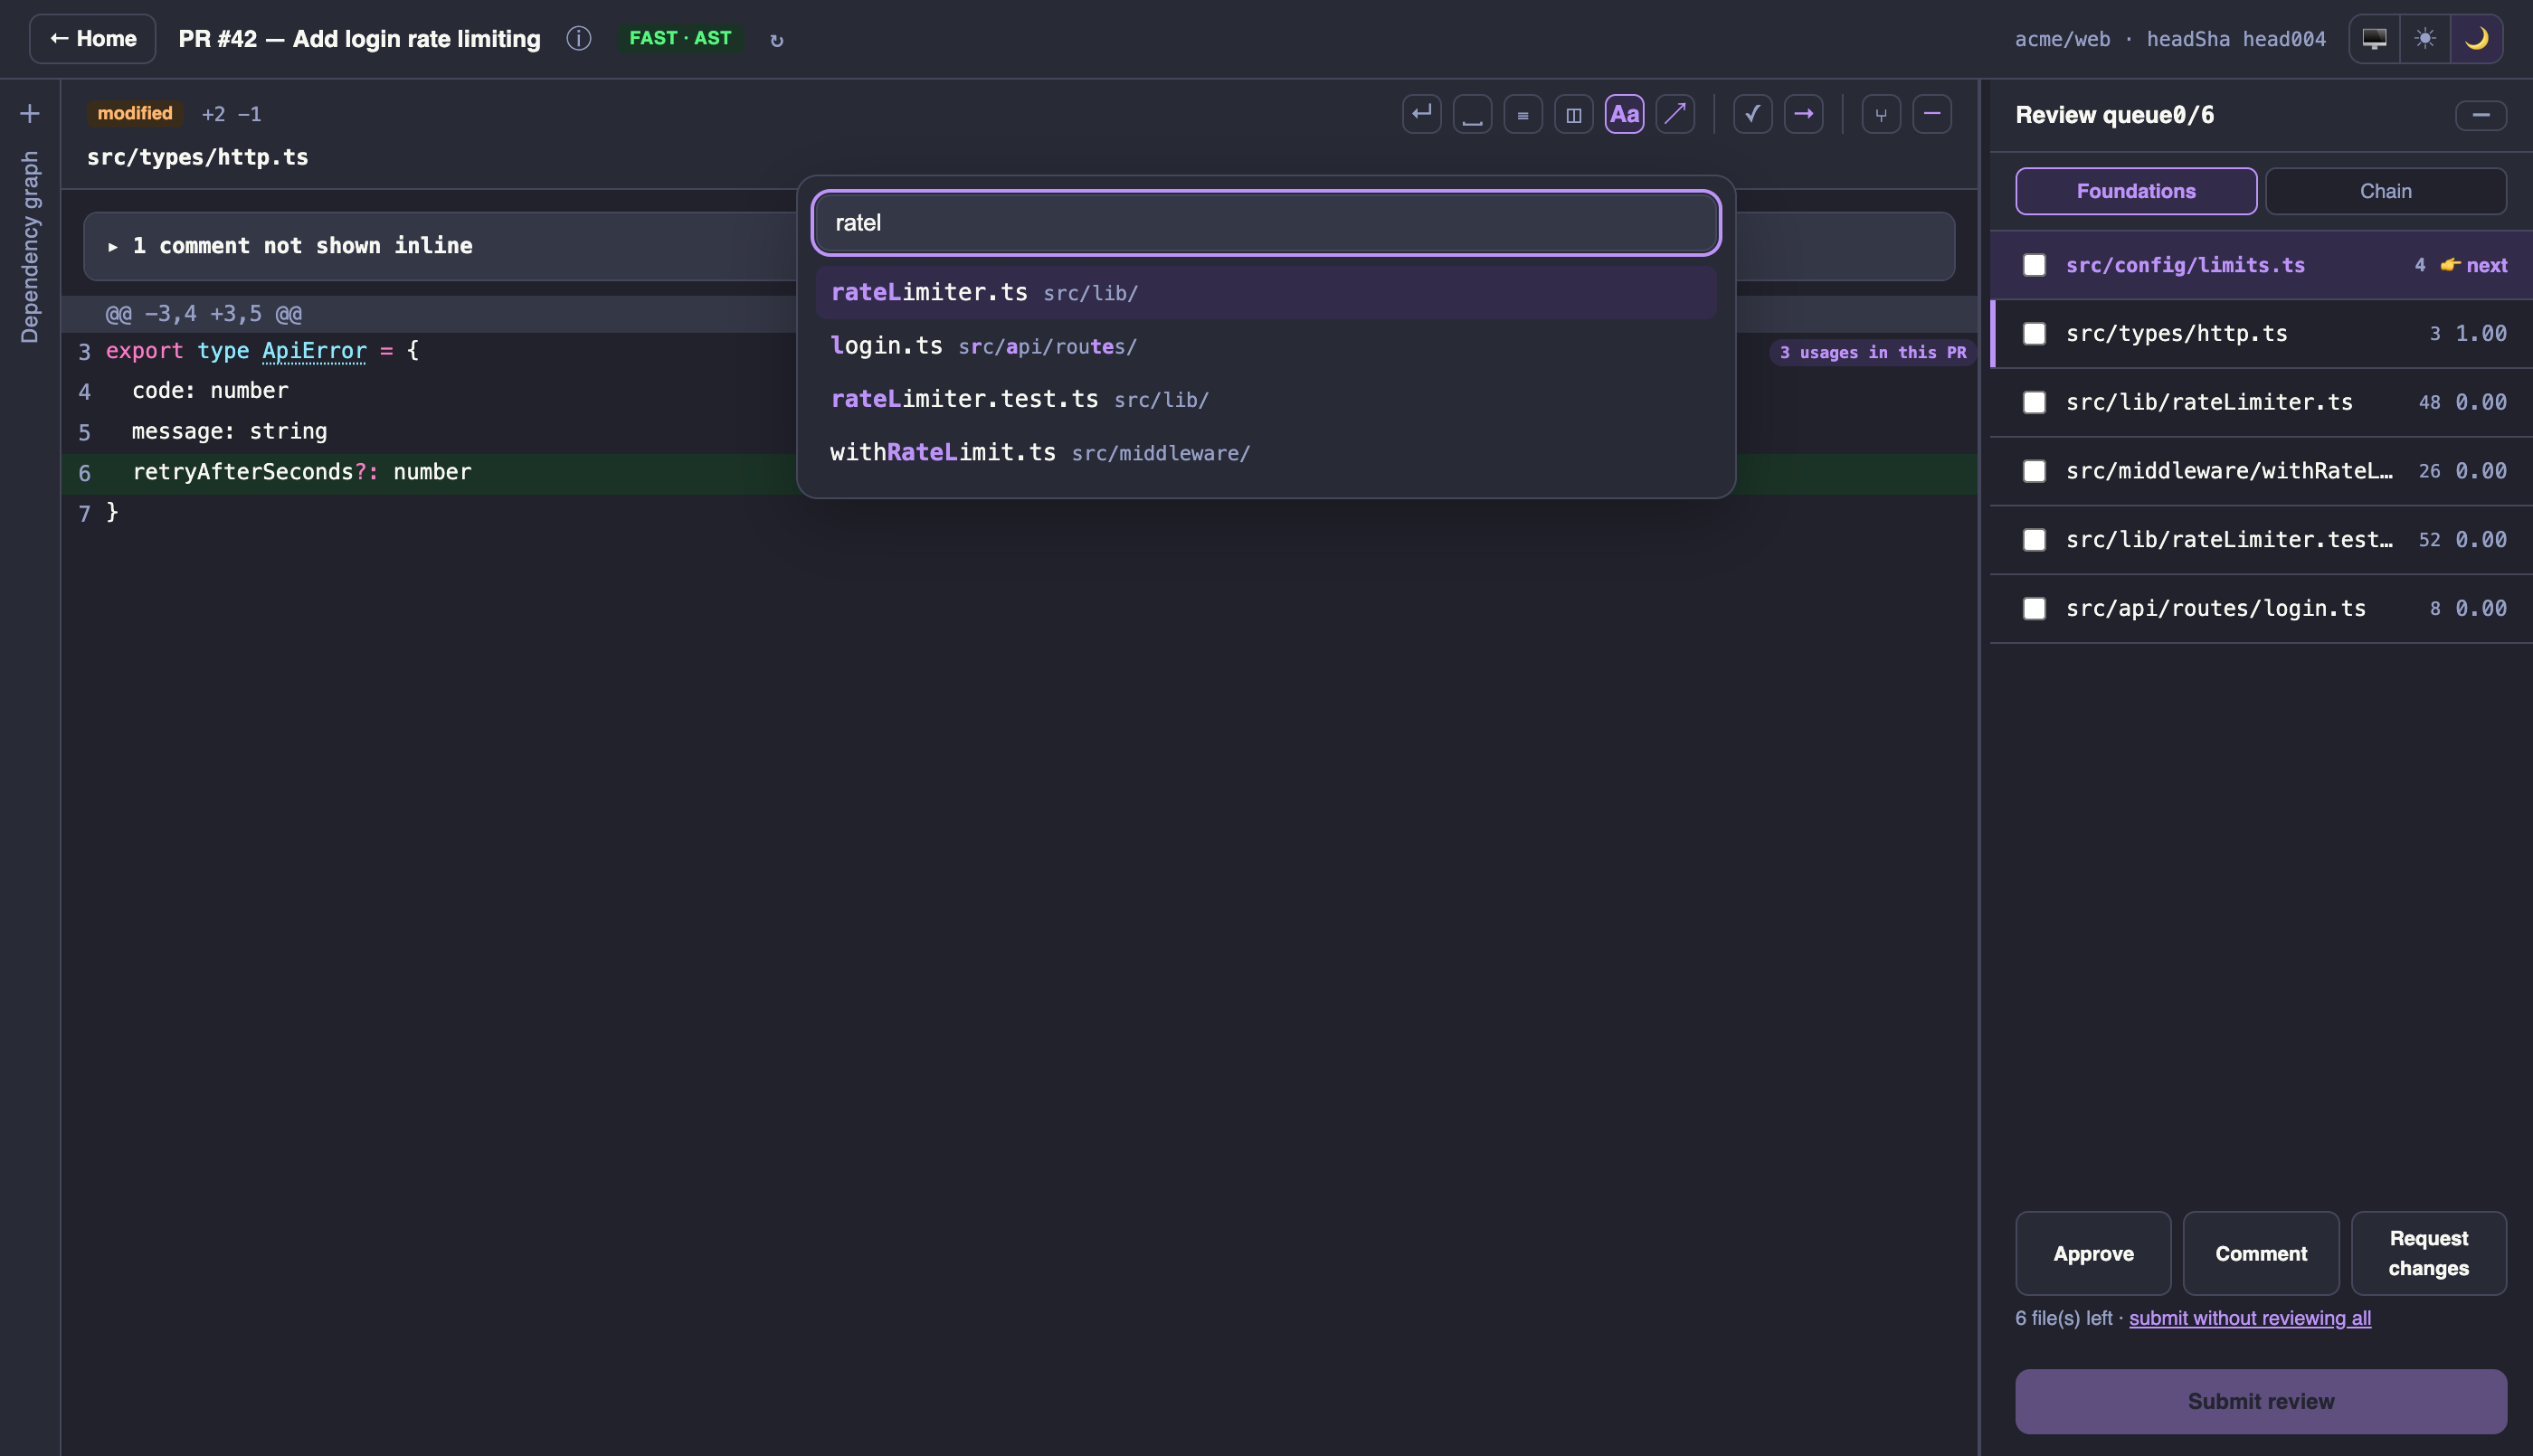 ← Home PR #42 — Add login rate limiting ⓘ FAST · AST ↻ acme/web · headSha head004
Dependency graph
modified +2 −1
Aa
src/types/http.ts
▸ 1 comment not shown inline
@@ −3,4 +3,5 @@
3 export type ApiError = {
3 usages in this PR
4 code: number
5 message: string
6 retryAfterSeconds?: number
7 }
ratel
rateLimiter.ts src/lib/
login.ts src/api/routes/
rateLimiter.test.ts src/lib/
withRateLimit.ts src/middleware/
Review queue0/6
Foundations Chain
src/config/limits.ts 4 👉 next
src/types/http.ts 3 1.00
src/lib/rateLimiter.ts 48 0.00
src/middleware/withRateL… 26 0.00
src/lib/rateLimiter.test… 52 0.00
src/api/routes/login.ts 8 0.00
Approve Comment Request
changes
6 file(s) left · submit without reviewing all
Submit review